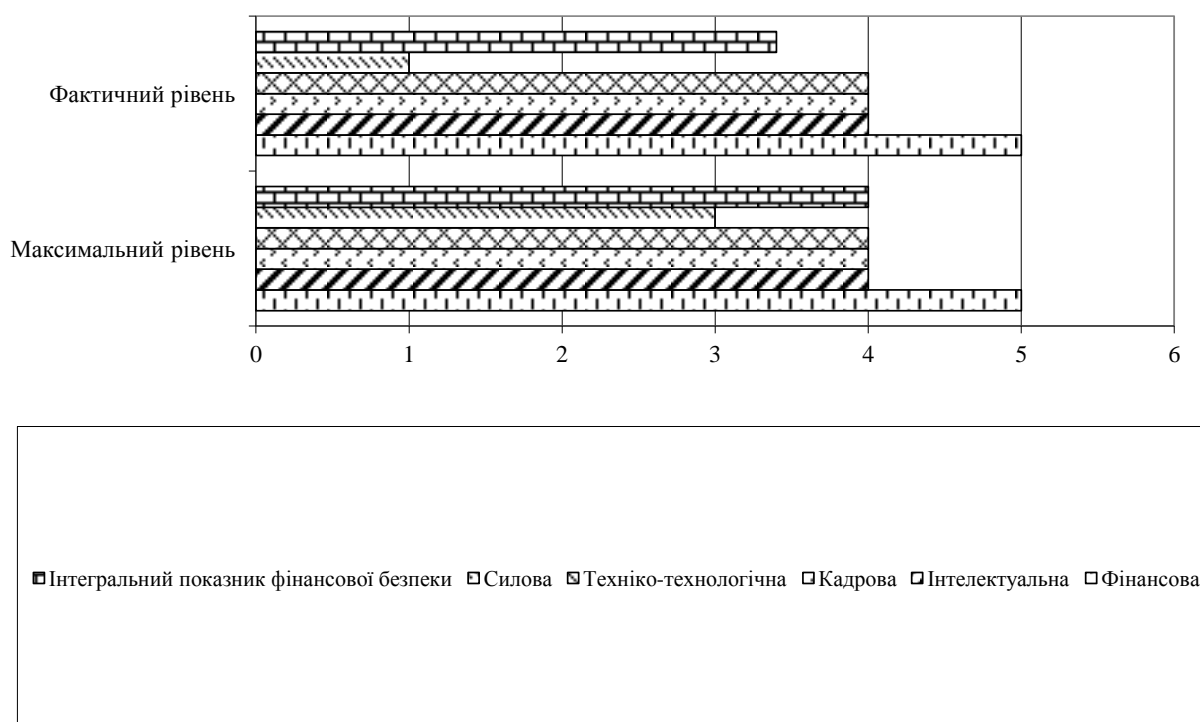 Фактичний рівень
Максимальний рівень
0 1 2 3 4 5 6
Інтегральний показник фінансової безпеки Силова Техніко-технологічна Кадрова Інтелектуальна Фінансова